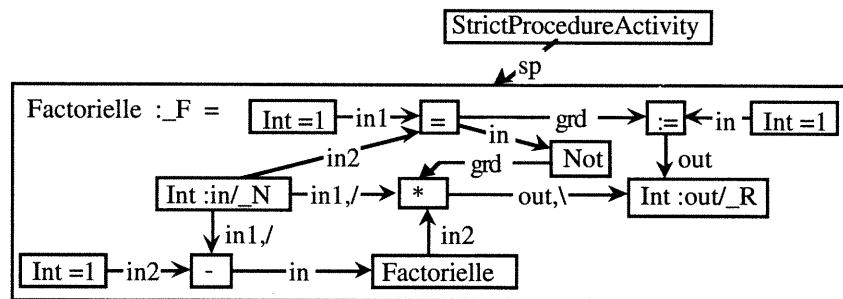 StrictProcedureActivity
sp
Factorielle :_F = Int =1 in1 = grd := in Int =1
in2 in out
grd Not
Int :in/_N in1,/ * out,\ Int :out/_R
in1,/ in2
Int =1 in2 - in Factorielle